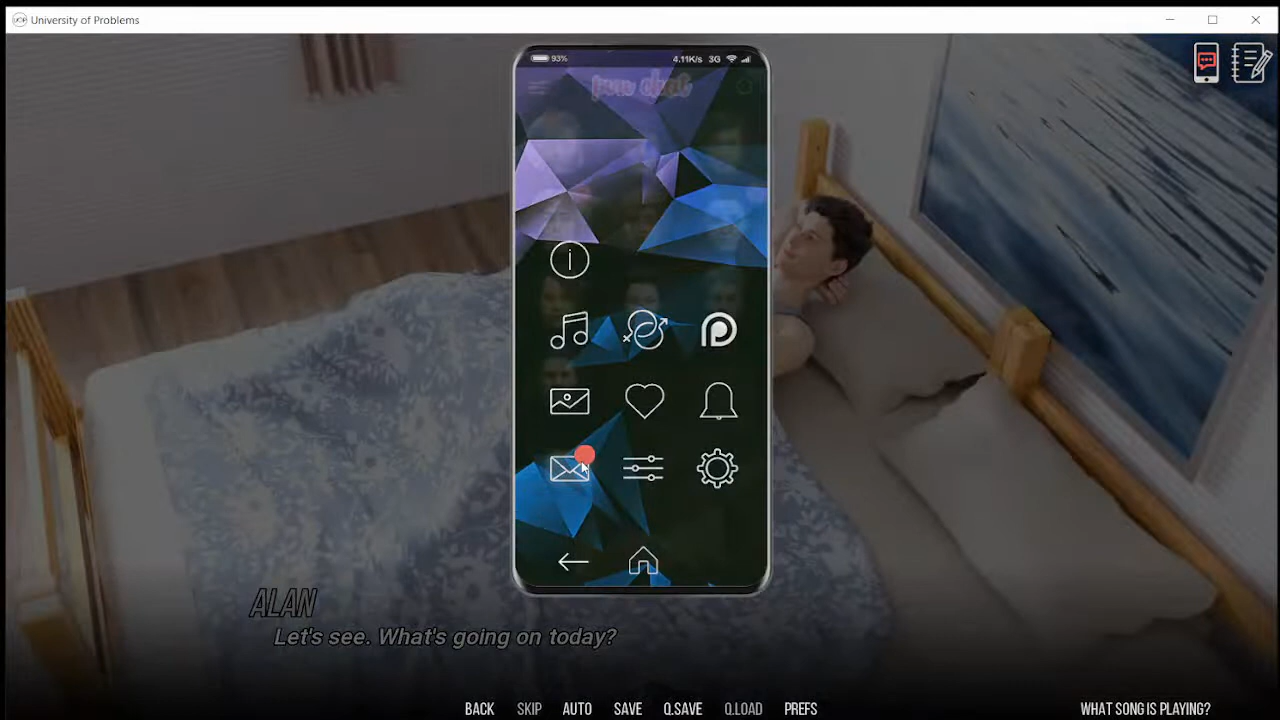 University of Problems
93%
4.11K/s 3G
ALAN
Let's see. What's going on today?
BACK SKIP AUTO SAVE Q.SAVE Q.LOAD PREFS
WHAT SONG IS PLAYING?